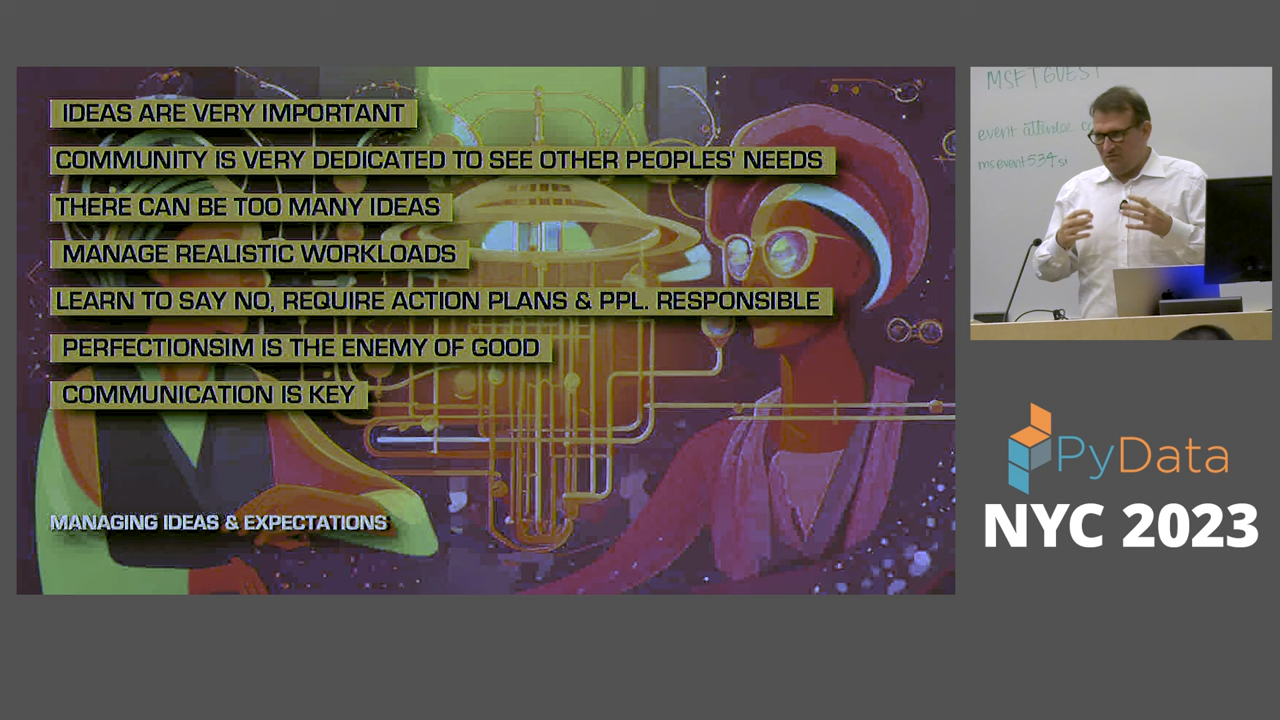 IDEAS ARE VERY IMPORTANT
COMMUNITY IS VERY DEDICATED TO SEE OTHER PEOPLES' NEEDS
THERE CAN BE TOO MANY IDEAS
MANAGE REALISTIC WORKLOADS
LEARN TO SAY NO, REQUIRE ACTION PLANS & PPL. RESPONSIBLE
PERFECTIONSIM IS THE ENEMY OF GOOD
COMMUNICATION IS KEY
MANAGING IDEAS & EXPECTATIONS
MSFTGUEST
event attendee
msevent534si
PyData
NYC 2023